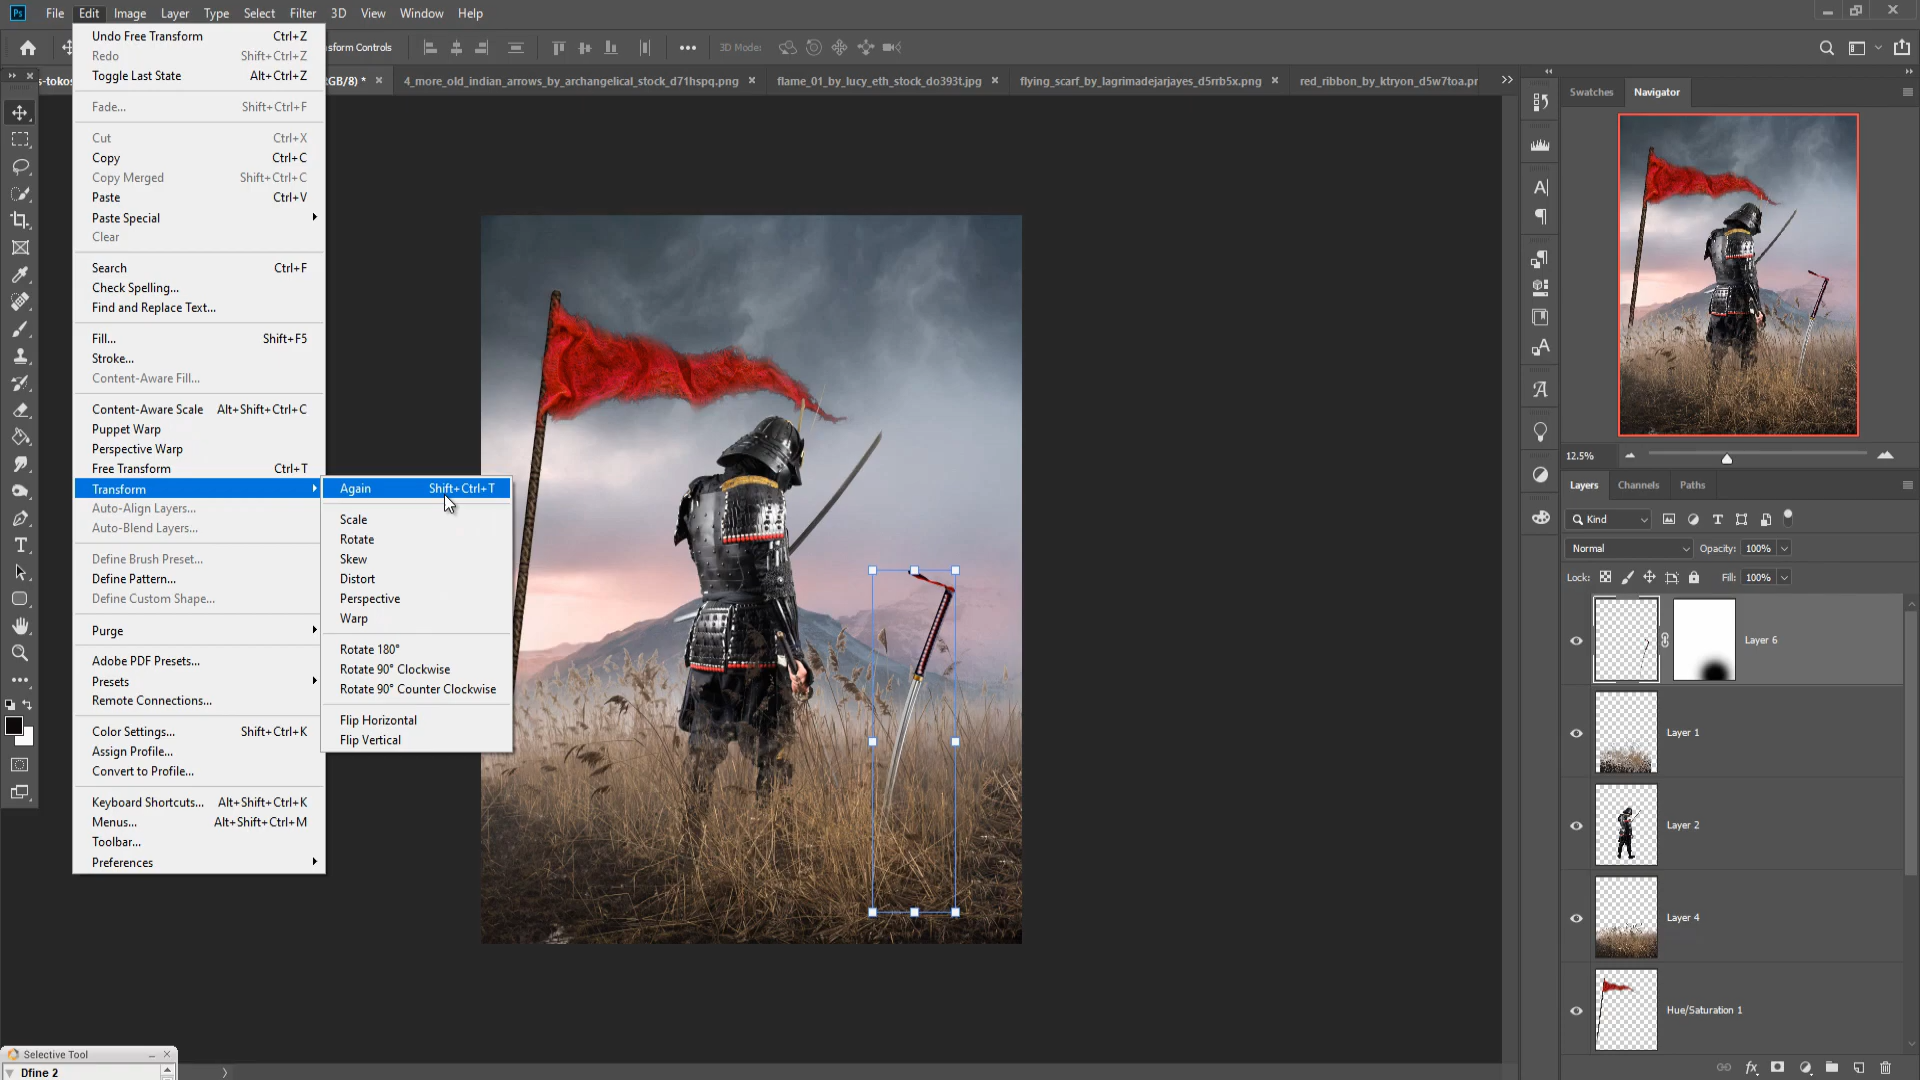 Ps File Edit Image Layer Type Select Filter 3D View Window Help
nsform Controls 3D Mode:
s-tokos RGB/8) * × 4_more_old_indian_arrows_by_archangelical_stock_d71hspq.png × flame_01_by_lucy_eth_stock_do393t.jpg × flying_scarf_by_lagrimadejarjayes_d5rrb5x.png × red_ribbon_by_ktryon_d5w7toa.pn
Undo Free Transform Ctrl+Z
Redo Shift+Ctrl+Z
Toggle Last State Alt+Ctrl+Z
Fade... Shift+Ctrl+F
Cut Ctrl+X
Copy Ctrl+C
Copy Merged Shift+Ctrl+C
Paste Ctrl+V
Paste Special
Clear
Search Ctrl+F
Check Spelling...
Find and Replace Text...
Fill... Shift+F5
Stroke...
Content-Aware Fill...
Content-Aware Scale Alt+Shift+Ctrl+C
Puppet Warp
Perspective Warp
Free Transform Ctrl+T
Transform
Auto-Align Layers...
Auto-Blend Layers...
Define Brush Preset...
Define Pattern...
Define Custom Shape...
Purge
Adobe PDF Presets...
Presets
Remote Connections...
Color Settings... Shift+Ctrl+K
Assign Profile...
Convert to Profile...
Keyboard Shortcuts... Alt+Shift+Ctrl+K
Menus... Alt+Shift+Ctrl+M
Toolbar...
Preferences
Again Shift+Ctrl+T
Scale
Rotate
Skew
Distort
Perspective
Warp
Rotate 180°
Rotate 90° Clockwise
Rotate 90° Counter Clockwise
Flip Horizontal
Flip Vertical
Swatches Navigator
12.5%
Layers Channels Paths
Kind
Normal Opacity: 100%
Lock: Fill: 100%
Layer 6
Layer 1
Layer 2
Layer 4
Hue/Saturation 1
Selective Tool
Dfine 2